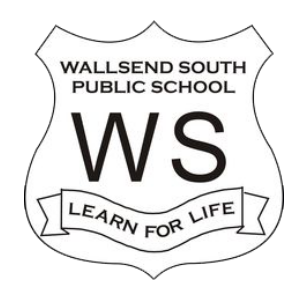 WALLSEND SOUTH
PUBLIC SCHOOL
WS
LEARN FOR LIFE